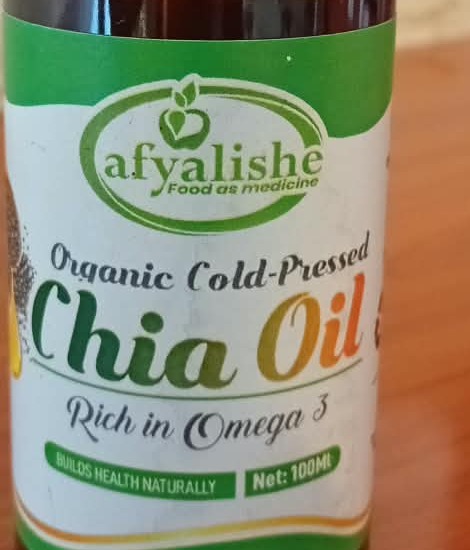 afyalishe
Food as medicine
Organic Cold-Pressed
Chia Oil
Rich in Omega 3
BUILDS HEALTH NATURALLY
Net: 100Ml